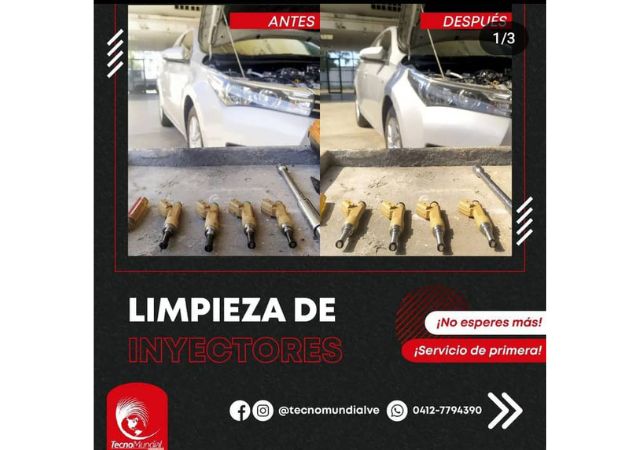 ANTES
DESPUÉS
1/3
LIMPIEZA DE
INYECTORES
¡No esperes más!
¡Servicio de primera!
@tecnomundialve
0412-7794390
TecnoMundial